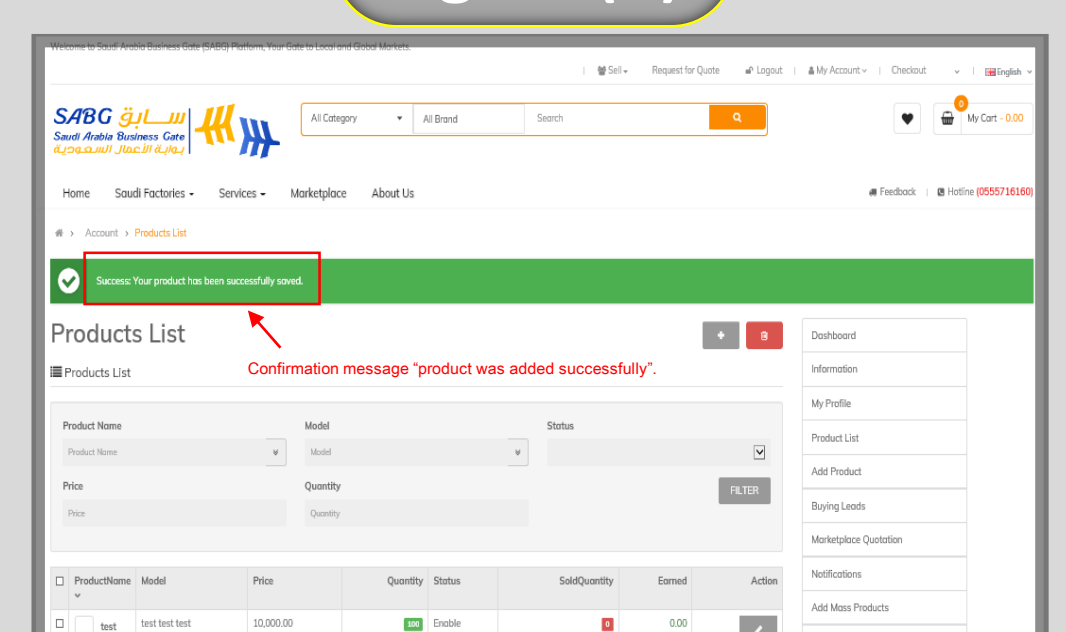 Welcome to Saudi Arabia Business Gate (SABG) Platform, Your Gate to Local and Global Markets.
Sell Request for Quote Logout My Account Checkout English
SABG سابق
Saudi Arabia Business Gate
بوابة الأعمال السعودية
All Category All Brand Search
0
My Cart - 0.00
Home Saudi Factories Services Marketplace About Us
Feedback Hotline (0555716160)
Account Products List
Success: Your product has been successfully saved.
Products List
Confirmation message “product was added successfully”.
Products List
Product Name Model Status
Product Name Model
Price Quantity
FILTER
Price Quantity
ProductName Model Price Quantity Status SoldQuantity Earned Action
test test test test 10,000.00 100 Enable 0 0.00
Dashboard
Information
My Profile
Product List
Add Product
Buying Leads
Marketplace Quotation
Notifications
Add Mass Products